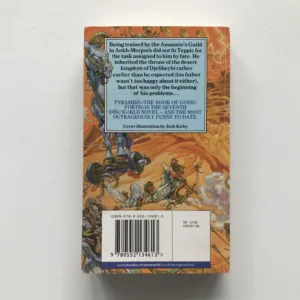 Being trained by the Assassin's Guild
in Ankh-Morpork did not fit Teppic for
the task assigned to him by fate. He
inherited the throne of the desert
kingdom of Djelibeybi rather
earlier than he expected (his father
wasn't too happy about it either),
but that was only the beginning
of his problems...
PYRAMIDS (THE BOOK OF GOING
FORTH) IS THE SEVENTH
DISCWORLD NOVEL – AND THE MOST
OUTRAGEOUSLY FUNNY TO DATE.
Cover illustration by Josh Kirby
9 780552 134613